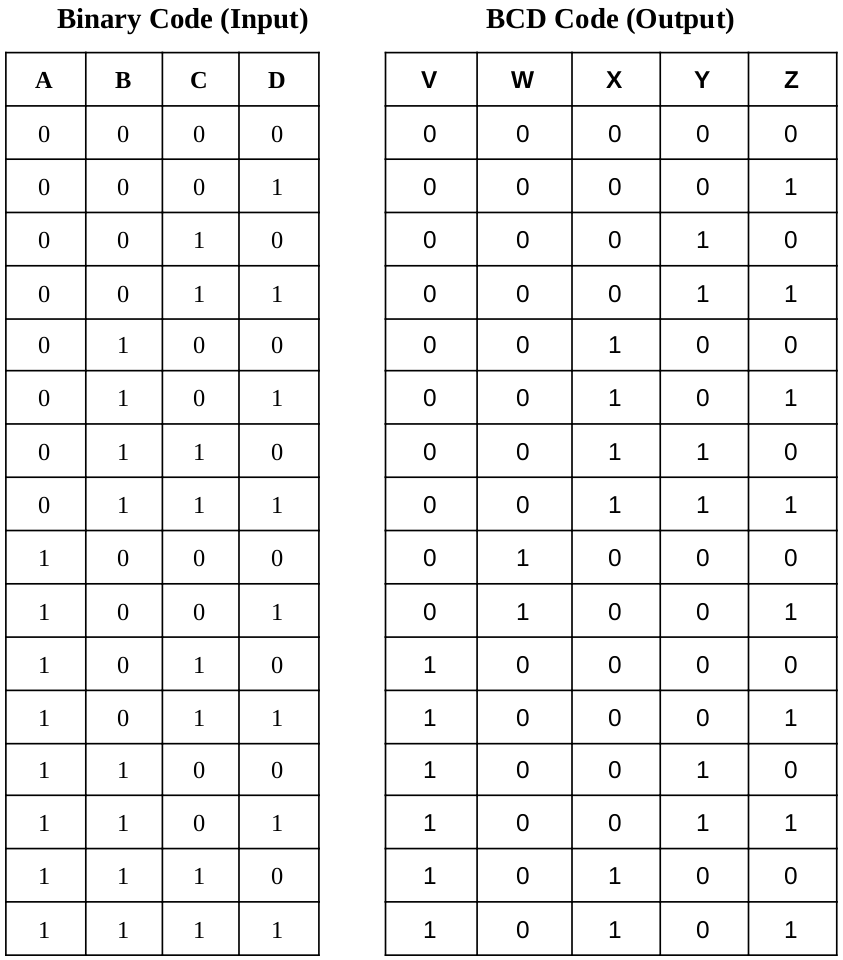 Binary Code (Input) BCD Code (Output)
A B C D V W X Y Z
0 0 0 0 0 0 0 0 0
0 0 0 1 0 0 0 0 1
0 0 1 0 0 0 0 1 0
0 0 1 1 0 0 0 1 1
0 1 0 0 0 0 1 0 0
0 1 0 1 0 0 1 0 1
0 1 1 0 0 0 1 1 0
0 1 1 1 0 0 1 1 1
1 0 0 0 0 1 0 0 0
1 0 0 1 0 1 0 0 1
1 0 1 0 1 0 0 0 0
1 0 1 1 1 0 0 0 1
1 1 0 0 1 0 0 1 0
1 1 0 1 1 0 0 1 1
1 1 1 0 1 0 1 0 0
1 1 1 1 1 0 1 0 1